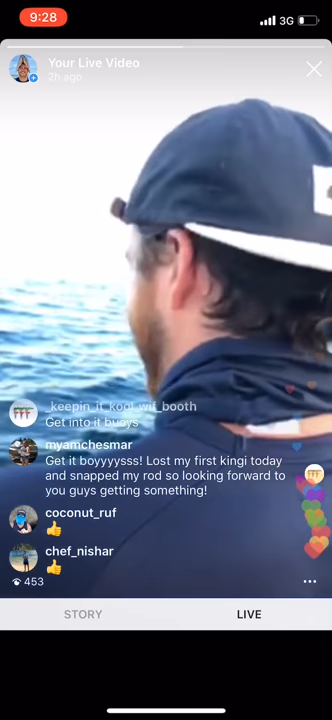 9:28
3G
Your Live Video
2h ago
_keepin_it_kool_wif_booth
Get into it buoys
myamchesmar
Get it boyyyysss! Lost my first kingi today
and snapped my rod so looking forward to
you guys getting something!
coconut_ruf
👍
chef_nishar
👍
453
STORY
LIVE